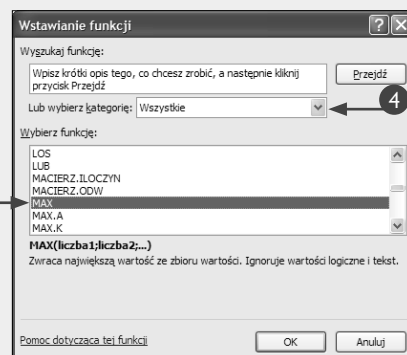 Wstawianie funkcji
Wyszukaj funkcję:
Wpisz krótki opis tego, co chcesz zrobić, a następnie kliknij
przycisk Przejdź
Przejdź
Lub wybierz kategorię: Wszystkie
4
Wybierz funkcję:
LOS
LUB
MACIERZ.ILOCZYN
MACIERZ.ODW
MAX
MAX.A
MAX.K
MAX(liczba1;liczba2;...)
Zwraca największą wartość ze zbioru wartości. Ignoruje wartości logiczne i tekst.
Pomoc dotycząca tej funkcji
OK
Anuluj